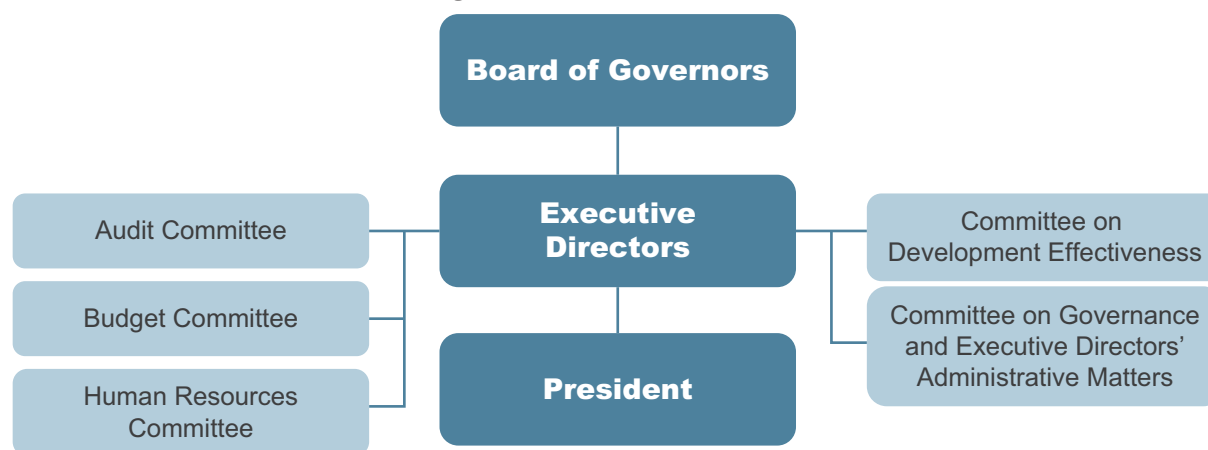 Board of Governors
Executive
Directors
President
Audit Committee
Budget Committee
Human Resources
Committee
Committee on
Development Effectiveness
Committee on Governance
and Executive Directors’
Administrative Matters